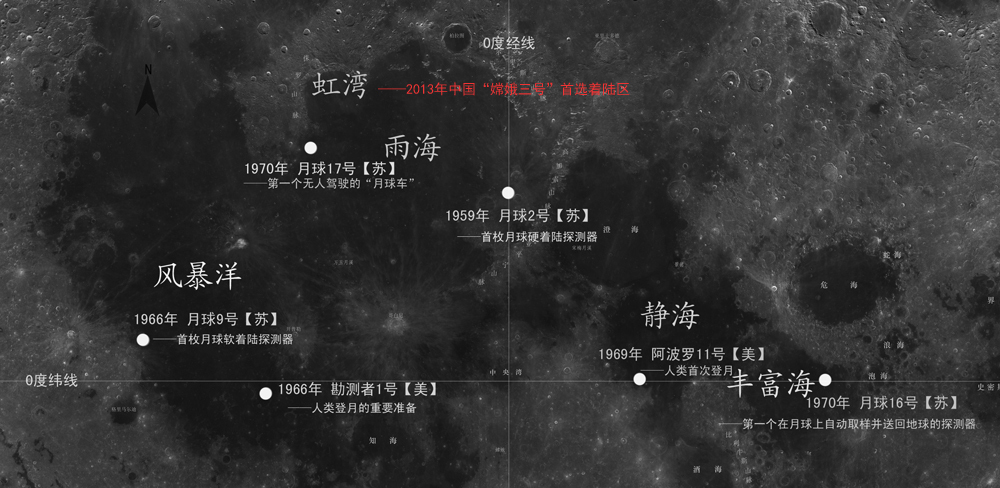 0度经线
N
虹湾
——2013年中国“嫦娥三号”首选着陆区
雨海
1970年 月球17号【苏】
——第一个无人驾驶的“月球车”
1959年 月球2号【苏】
——首枚月球硬着陆探测器
澄 海
风暴洋
危 海
静海
1966年 月球9号【苏】
——首枚月球软着陆探测器
浪 海
1969年 阿波罗11号【美】
——人类首次登月
0度纬线
中 央 湾
丰富海
泡 海
1966年 勘测者1号【美】
——人类登月的重要准备
1970年 月球16号【苏】
——第一个在月球上自动取样并送回地球的探测器
知 海
酒 海